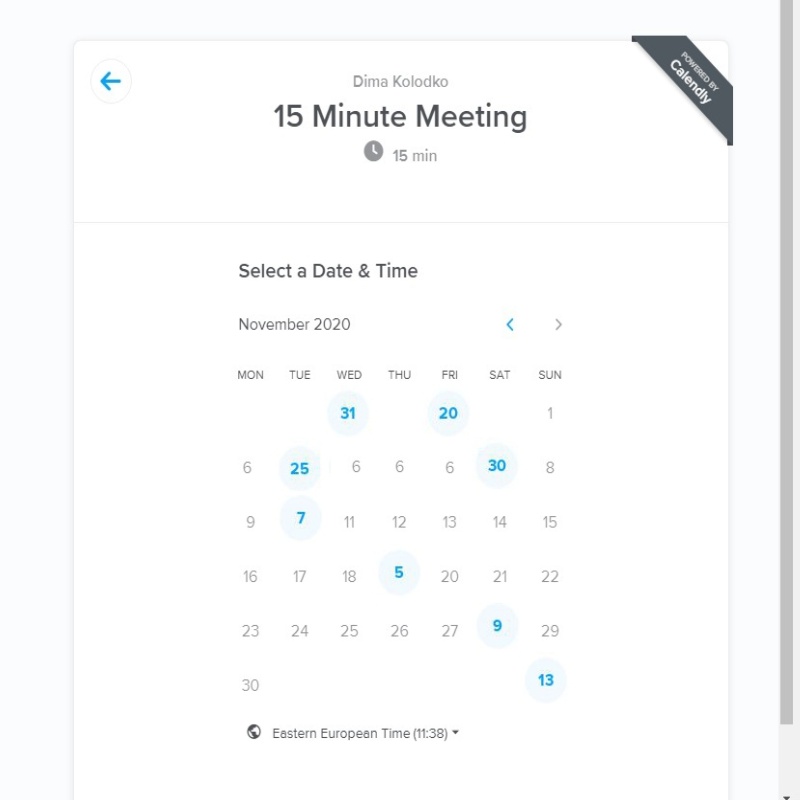 POWERED BY
Calendly
Dima Kolodko
15 Minute Meeting
15 min
Select a Date & Time
November 2020
MON TUE WED THU FRI SAT SUN
31 20 1
6 25 6 6 6 30 8
9 7 11 12 13 14 15
16 17 18 5 20 21 22
23 24 25 26 27 9 29
30 13
Eastern European Time (11:38)